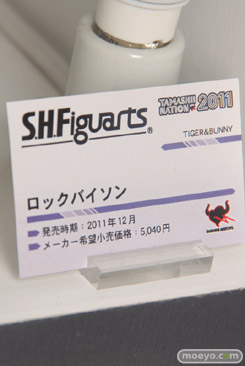 S.H.Figuarts®
TAMASHII NATION 2011
TIGER&BUNNY
ロックバイソン
発売時期:2011年12月
メーカー希望小売価格:5,040円
moeyo.com